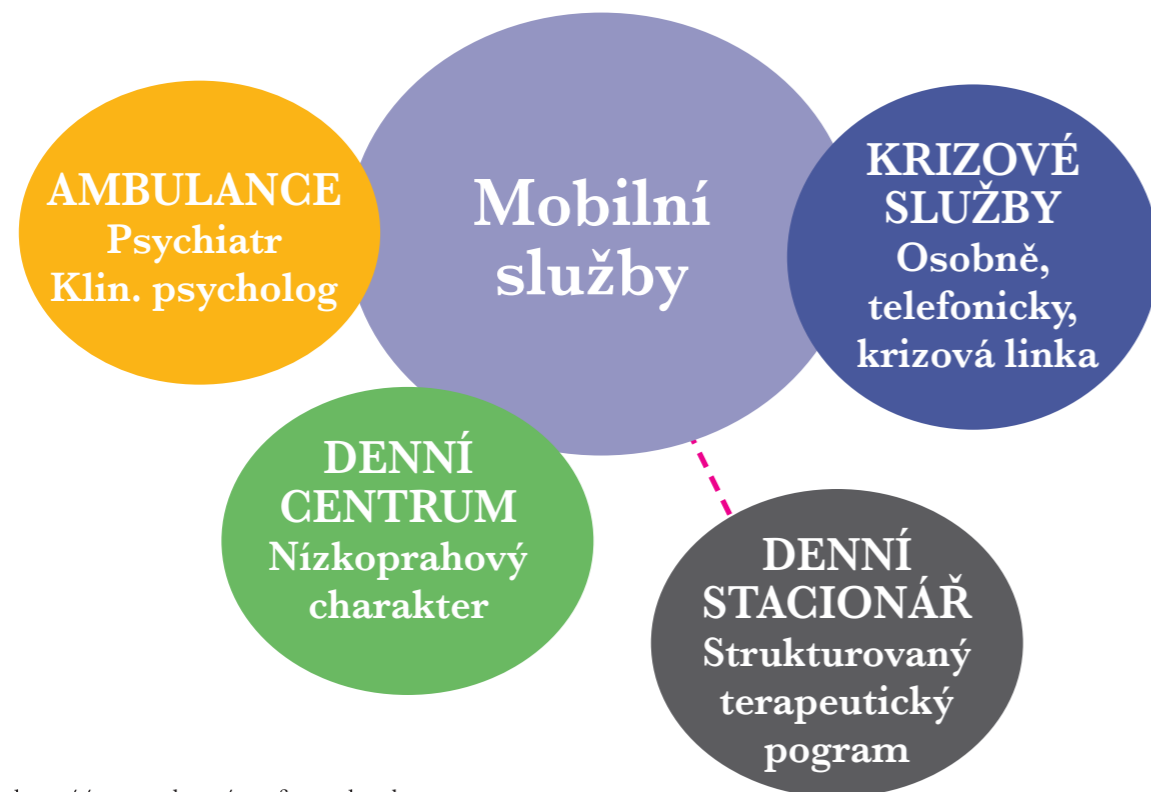 AMBULANCE
Psychiatr
Klin. psycholog
Mobilní
služby
KRIZOVÉ
SLUŽBY
Osobně,
telefonicky,
krizová linka
DENNÍ
CENTRUM
Nízkoprahový
charakter
DENNÍ
STACIONÁŘ
Strukturovaný
terapeutický
pogram